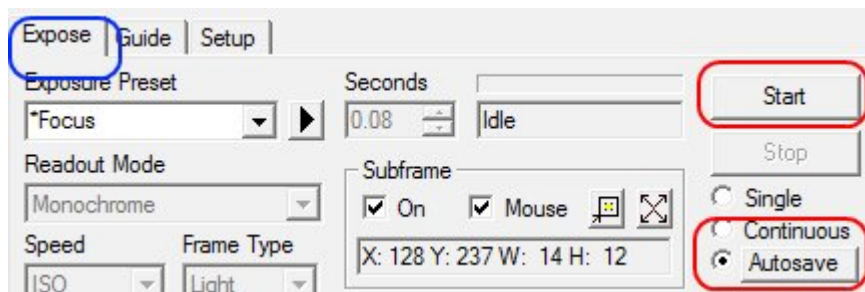 Expose Guide Setup
Exposure Preset
*Focus
Seconds
0.08
Idle
Start
Stop
Readout Mode
Monochrome
Subframe
On Mouse
X: 128 Y: 237 W: 14 H: 12
Single
Continuous
Autosave
Speed Frame Type
ISO Light